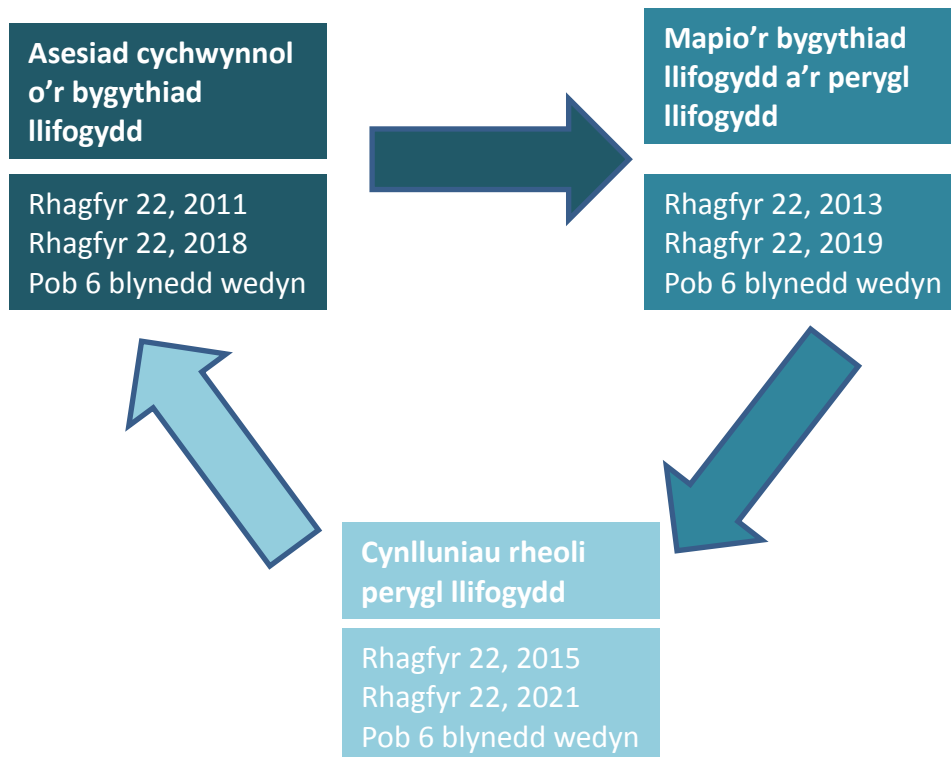 Asesiad cychwynnol
o’r bygythiad
llifogydd
Rhagfyr 22, 2011
Rhagfyr 22, 2018
Pob 6 blynedd wedyn
Mapio’r bygythiad
llifogydd a’r perygl
llifogydd
Rhagfyr 22, 2013
Rhagfyr 22, 2019
Pob 6 blynedd wedyn
Cynlluniau rheoli
perygl llifogydd
Rhagfyr 22, 2015
Rhagfyr 22, 2021
Pob 6 blynedd wedyn